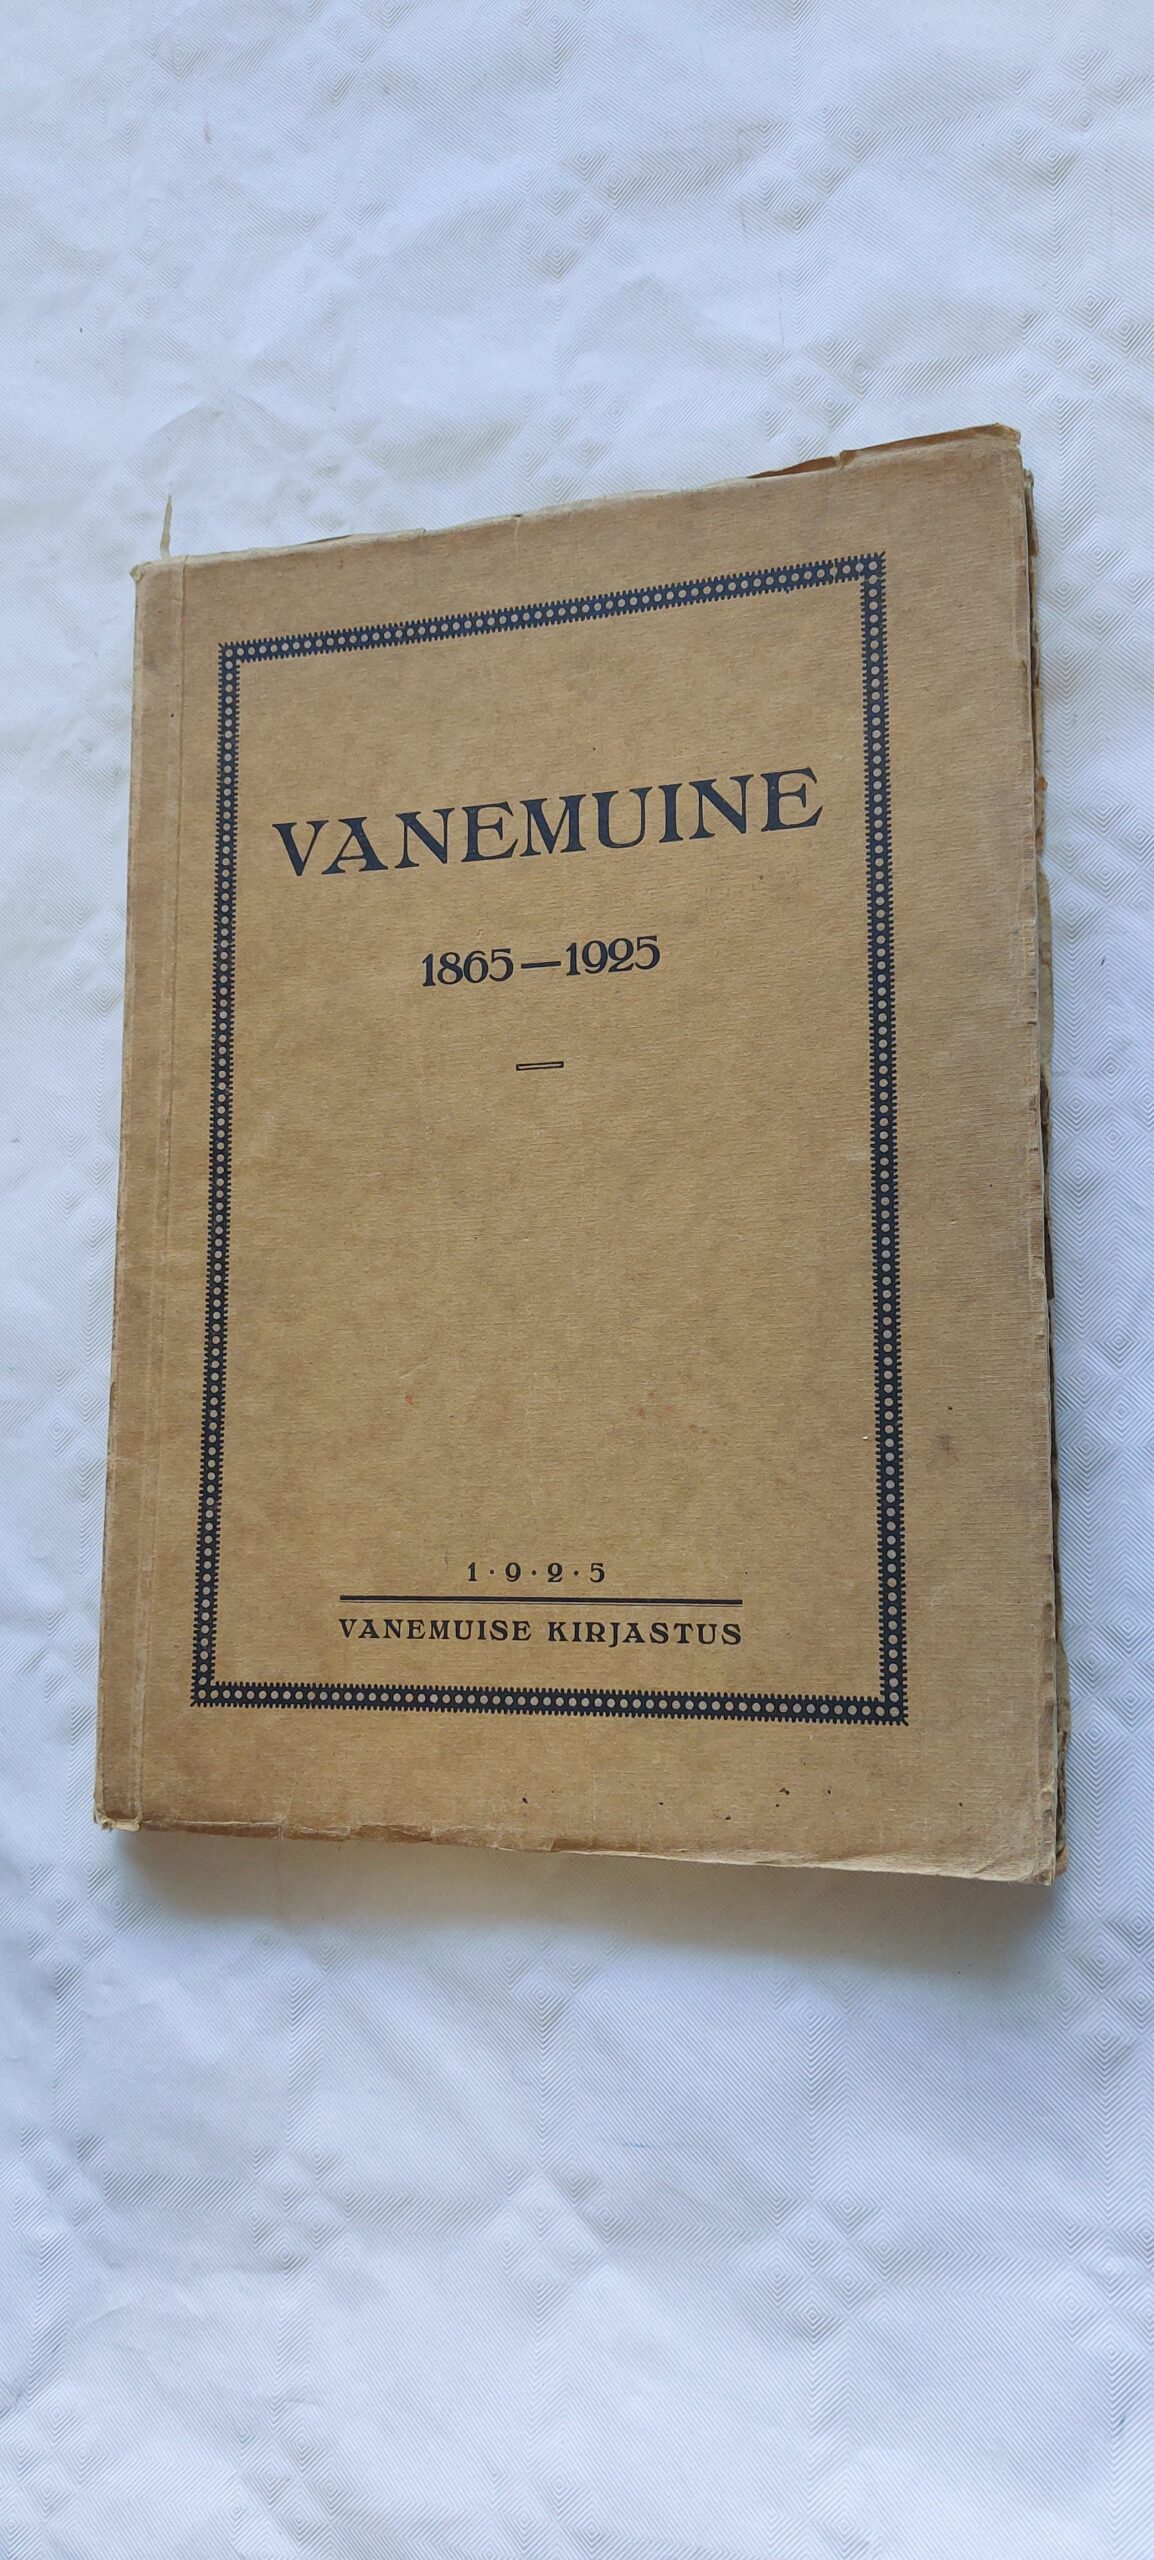 VANEMUINE
1865—1925
1·9·2·5
VANEMUISE KIRJASTUS